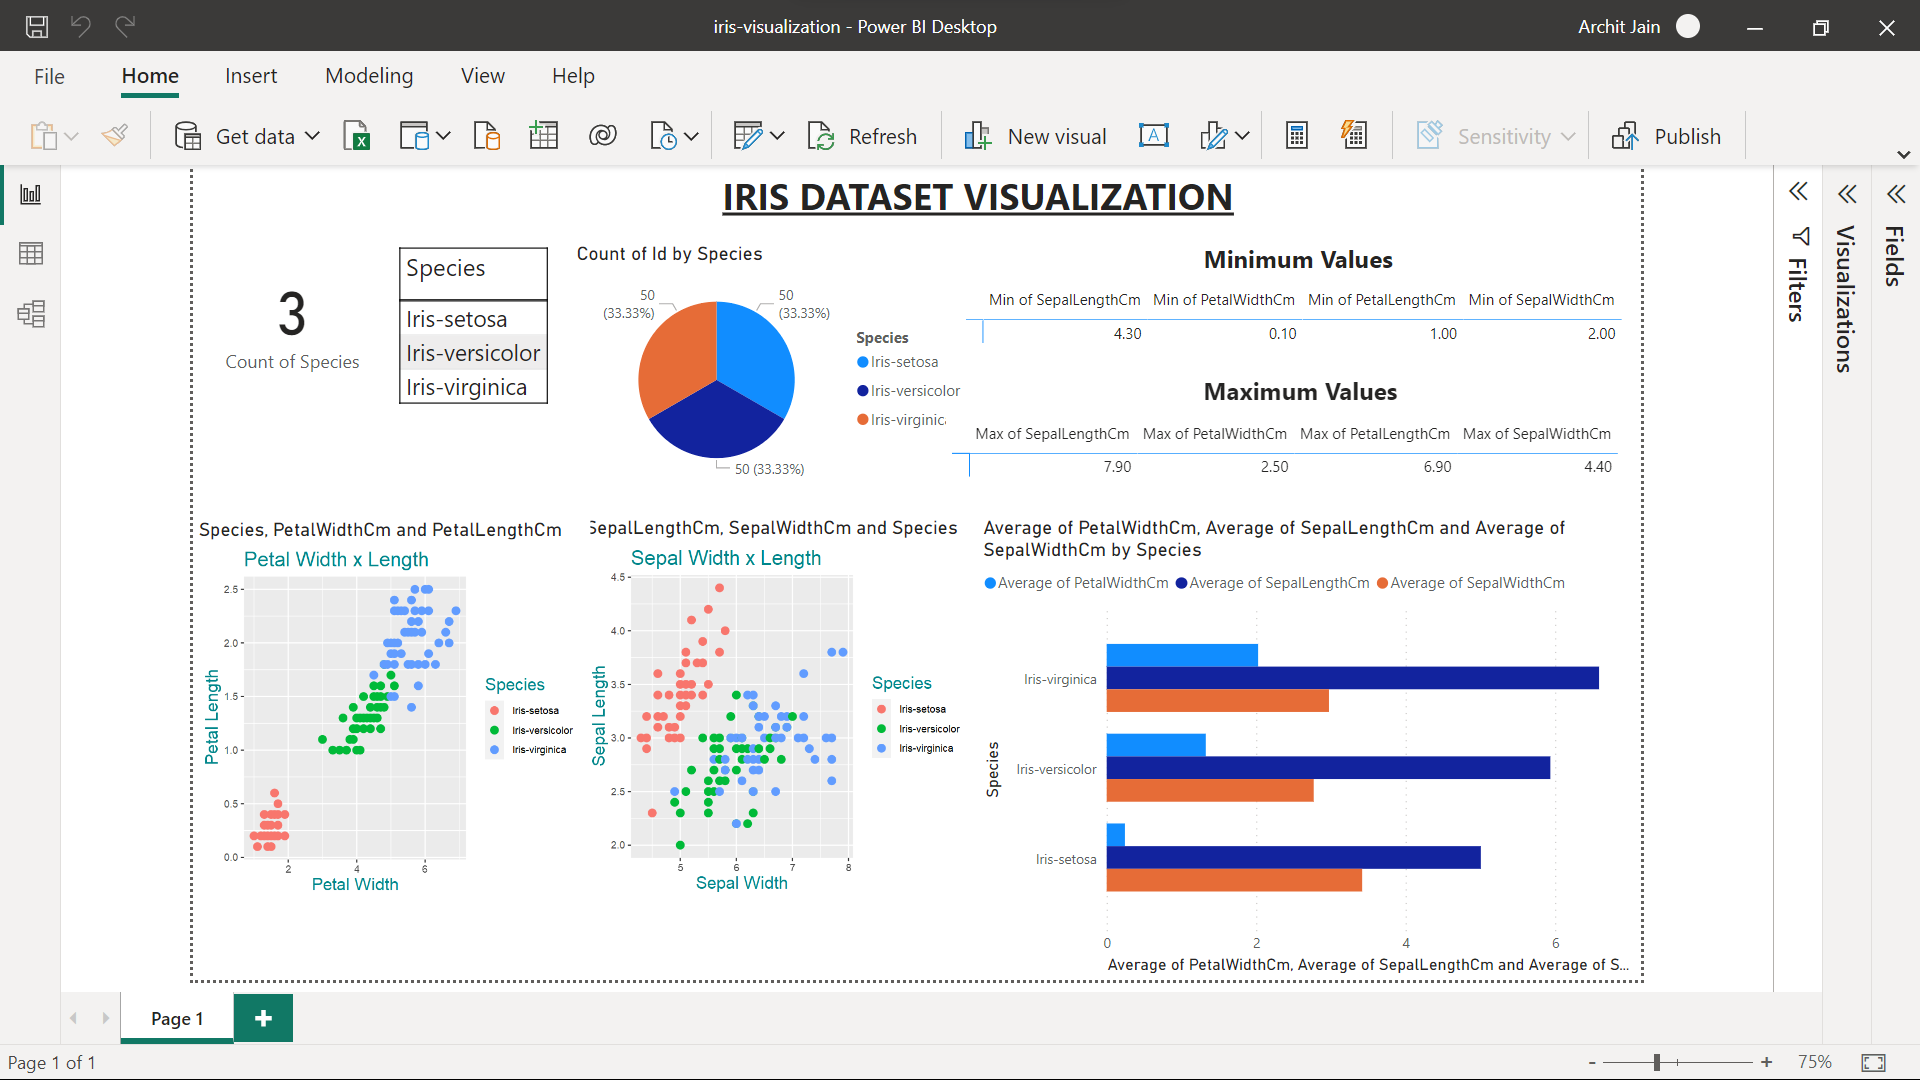 iris-visualization - Power BI Desktop
Archit Jain
File Home Insert Modeling View Help
Get data
Refresh
New visual
A
Sensitivity
Publish
IRIS DATASET VISUALIZATION
3
Count of Species
Species
Iris-setosa
Iris-versicolor
Iris-virginica
Count of Id by Species
50
(33.33%)
50
(33.33%)
50 (33.33%)
Species
Iris-setosa
Iris-versicolor
Iris-virginic
Minimum Values
Min of SepalLengthCm Min of PetalWidthCm Min of PetalLengthCm Min of SepalWidthCm
4.30 0.10 1.00 2.00
Maximum Values
Max of SepalLengthCm Max of PetalWidthCm Max of PetalLengthCm Max of SepalWidthCm
7.90 2.50 6.90 4.40
Species, PetalWidthCm and PetalLengthCm
Petal Width x Length
Petal Length
2.5
2.0
1.5
1.0
0.5
0.0
2 4 6
Petal Width
Species
Iris-setosa
Iris-versicolor
Iris-virginica
SepalLengthCm, SepalWidthCm and Species
Sepal Width x Length
Sepal Length
4.5
4.0
3.5
3.0
2.5
2.0
5 6 7 8
Sepal Width
Species
Iris-setosa
Iris-versicolor
Iris-virginica
Average of PetalWidthCm, Average of SepalLengthCm and Average of
SepalWidthCm by Species
Average of PetalWidthCm Average of SepalLengthCm Average of SepalWidthCm
Species
Iris-virginica
Iris-versicolor
Iris-setosa
0 2 4 6
Average of PetalWidthCm, Average of SepalLengthCm and Average of S...
Filters
Visualizations
Fields
Page 1
Page 1 of 1
- + 75%